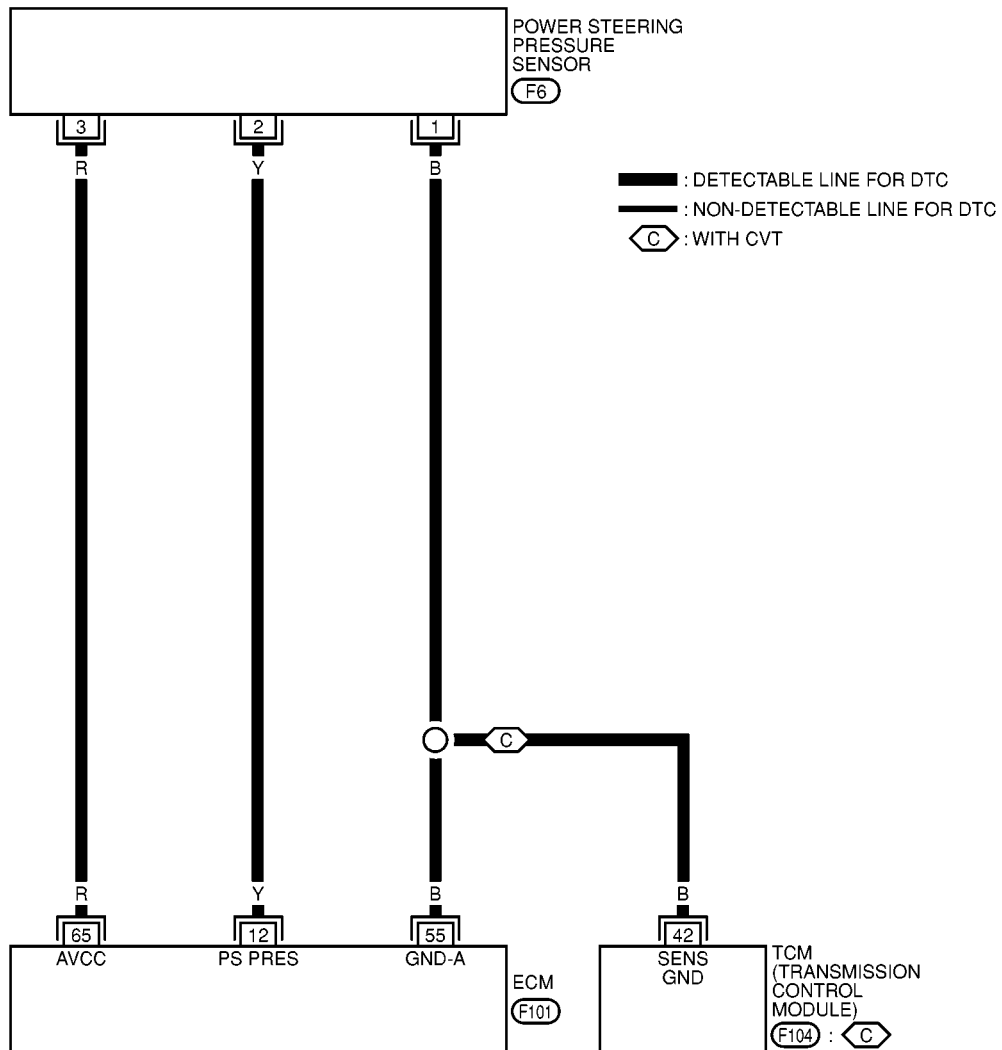 POWER STEERING
PRESSURE
SENSOR
F6
3
2
1
R
Y
B
: DETECTABLE LINE FOR DTC
: NON-DETECTABLE LINE FOR DTC
C : WITH CVT
C
R
Y
B
B
65
12
55
42
AVCC
PS PRES
GND-A
SENS
GND
ECM
F101
TCM
(TRANSMISSION
CONTROL
MODULE)
F104 : C